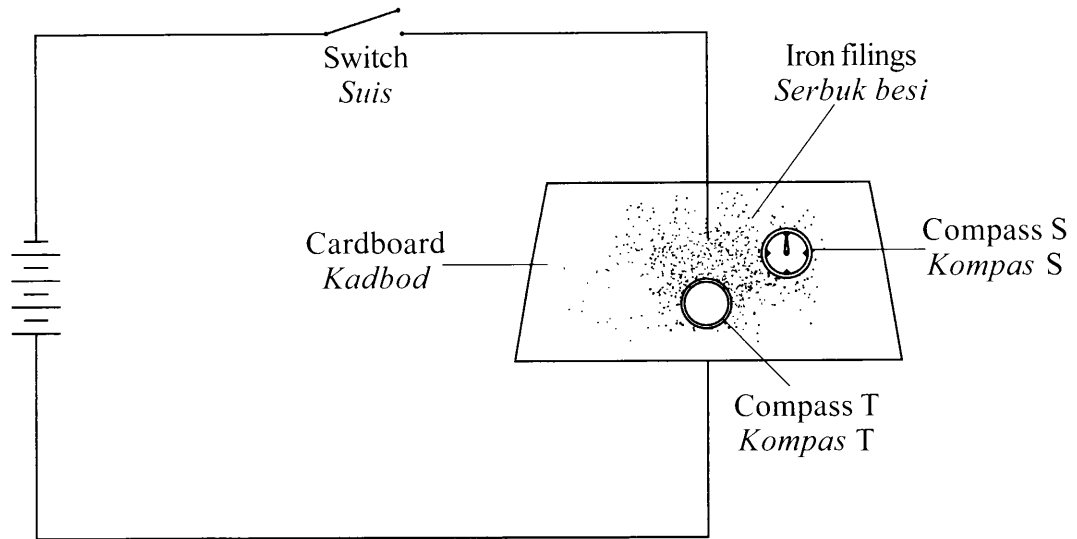 Switch
Suis
Iron filings
Serbuk besi
Cardboard
Kadbod
Compass S
Kompas S
Compass T
Kompas T